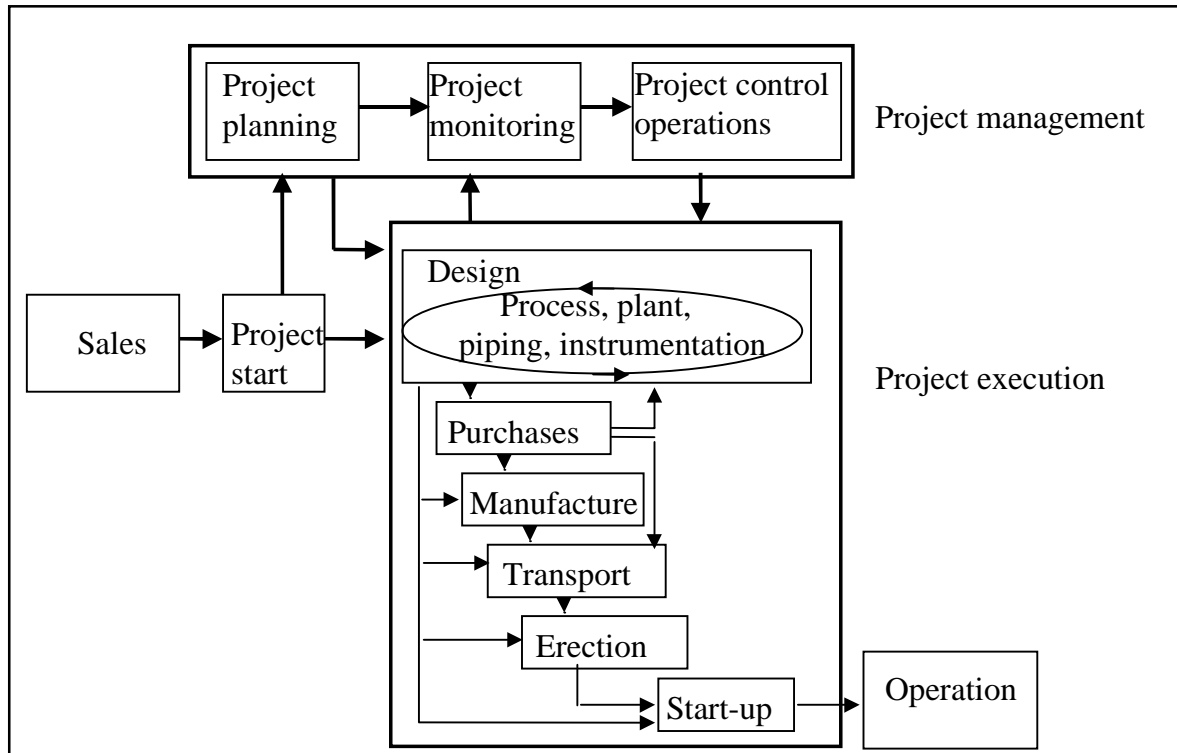 Project
planning
Project
monitoring
Project control
operations
Project management
Design
Process, plant,
piping, instrumentation
Sales
Project
start
Project execution
Purchases
Manufacture
Transport
Erection
Start-up
Operation